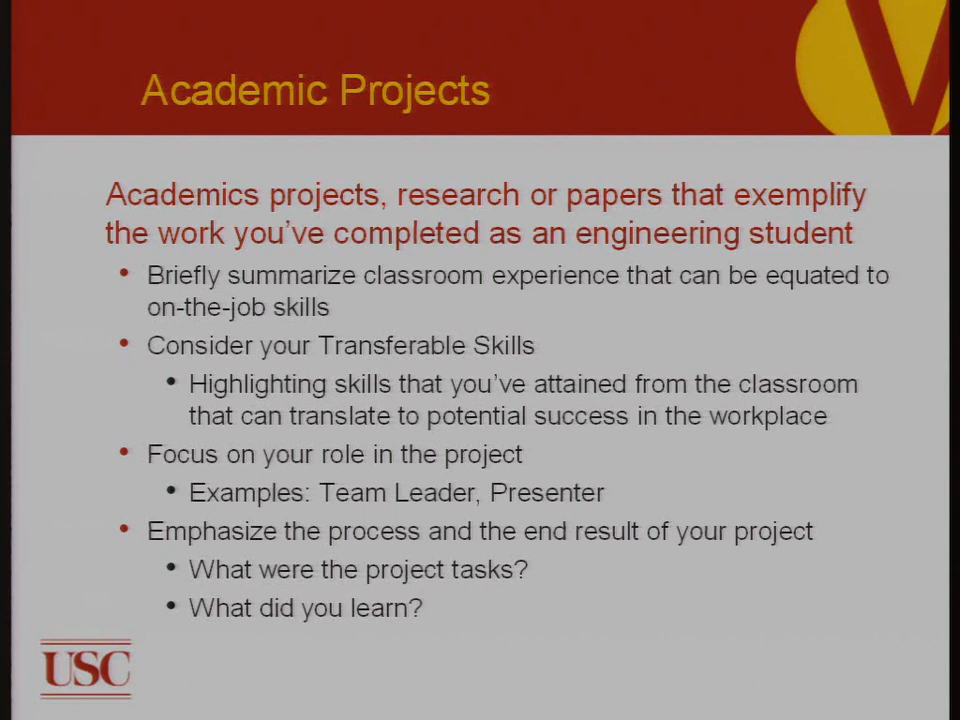 Academic Projects
Academics projects, research or papers that exemplify
the work you've completed as an engineering student
• Briefly summarize classroom experience that can be equated to
on-the-job skills
• Consider your Transferable Skills
• Highlighting skills that you've attained from the classroom
that can translate to potential success in the workplace
• Focus on your role in the project
• Examples: Team Leader, Presenter
• Emphasize the process and the end result of your project
• What were the project tasks?
• What did you learn?
USC